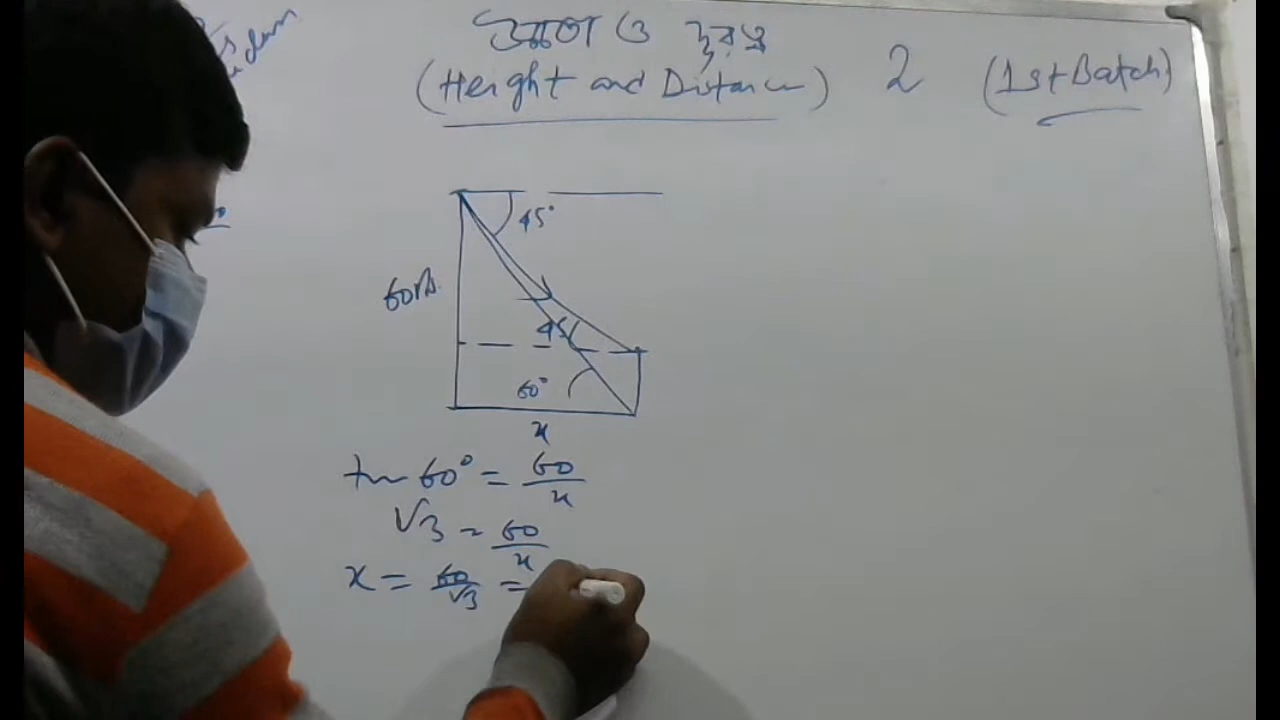 উচ্চতা ও দূরত্ব
(Height and Distance) 2 (1st Batch)
45°
60
45
60°
x
tan 60° = 60/x
√3 = 60/x
x = 60/√3 =